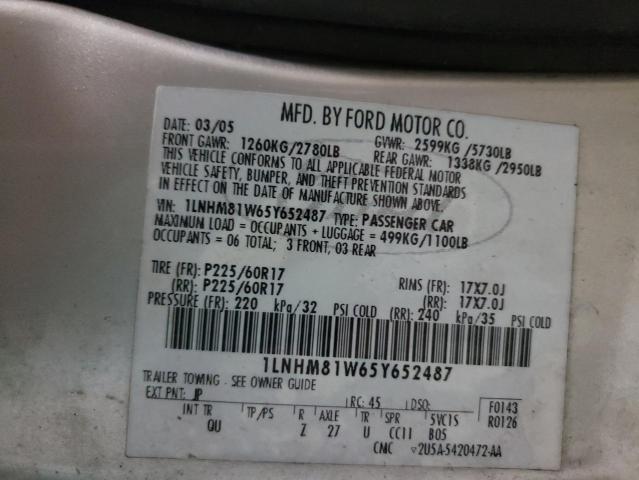 MFD. BY FORD MOTOR CO.
DATE: 03/05 GVWR: 2599KG /5730LB
FRONT GAWR: 1260KG/2780LB REAR GAWR: 1338KG /2950LB
THIS VEHICLE CONFORMS TO ALL APPLICABLE FEDERAL MOTOR
VEHICLE SAFETY, BUMPER, AND THEFT PREVENTION STANDARDS
IN EFFECT ON THE DATE OF MANUFACTURE SHOWN ABOVE.
VIN: 1LNHM81W65Y652487 TYPE: PASSENGER CAR
MAXIMUM LOAD = OCCUPANTS + LUGGAGE = 499KG/1100LB
OCCUPANTS = 06 TOTAL; 3 FRONT, 03 REAR
TIRE (FR): P225/60R17 RIMS (FR): 17X7.0J
(RR): P225/60R17 (RR): 17X7.0J
PRESSURE (FR): 220 kPa/32 PSI COLD (RR): 240 kPa/35 PSI COLD
1LNHM81W65Y652487
TRAILER TOWING - SEE OWNER GUIDE
EXT PNT: JP RC: 45 DSO: F0143
INT TR TP/PS R AXLE TR SPR 5VC1S R0126
QU Z 27 U CC11 B05
CMC ▽2U5A-5420472-AA